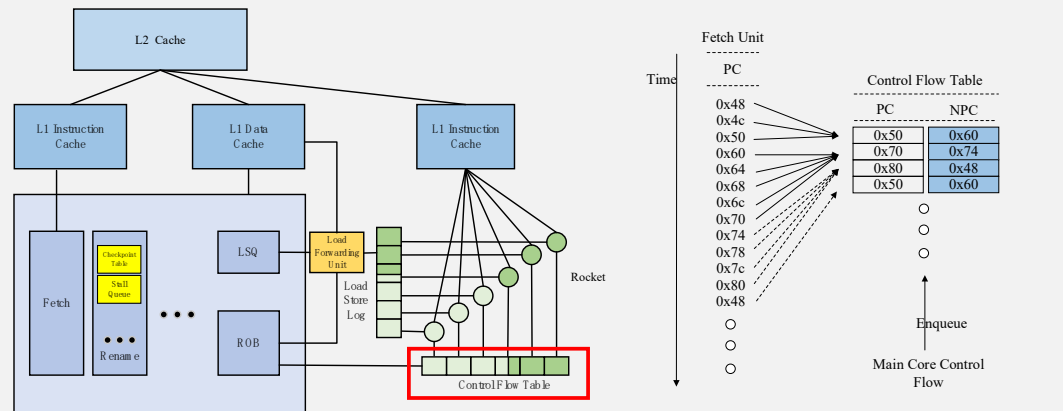 L2 Cache
L1 Instruction
Cache
L1 Data
Cache
L1 Instruction
Cache
Fetch
Checkpoint
Table
Stall
Queue
Rename
LSQ
ROB
Load
Forwarding
Unit
Load
Store
Log
Rocket
Control Flow Table
Time
Fetch Unit
PC
0x48
0x4c
0x50
0x60
0x64
0x68
0x6c
0x70
0x74
0x78
0x7c
0x80
0x48
Control Flow Table
PC NPC
0x50 0x60
0x70 0x74
0x80 0x48
0x50 0x60
Enqueue
Main Core Control
Flow